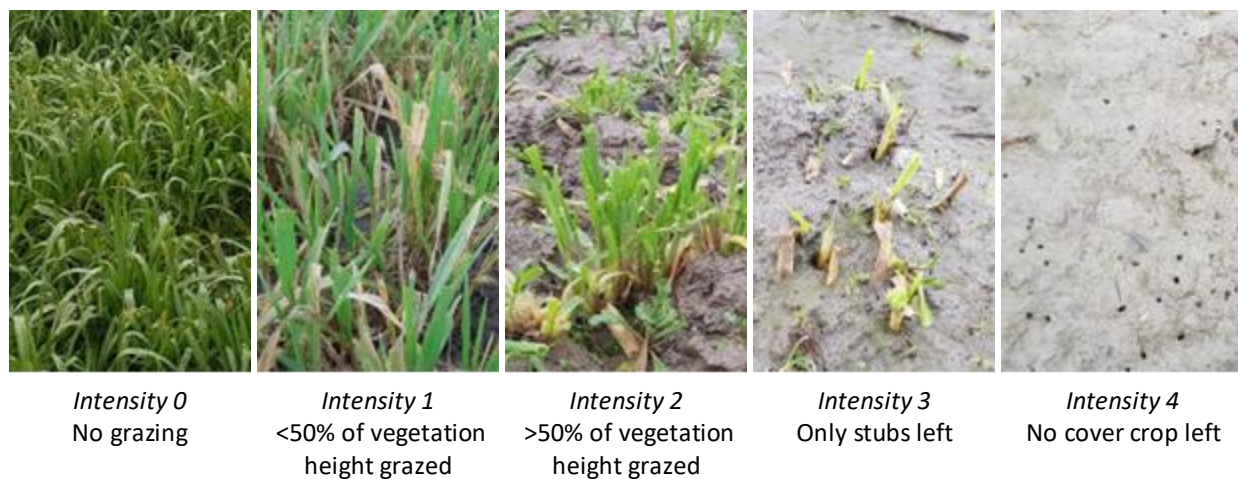 Intensity 0
No grazing
Intensity 1
<50% of vegetation
height grazed
Intensity 2
>50% of vegetation
height grazed
Intensity 3
Only stubs left
Intensity 4
No cover crop left